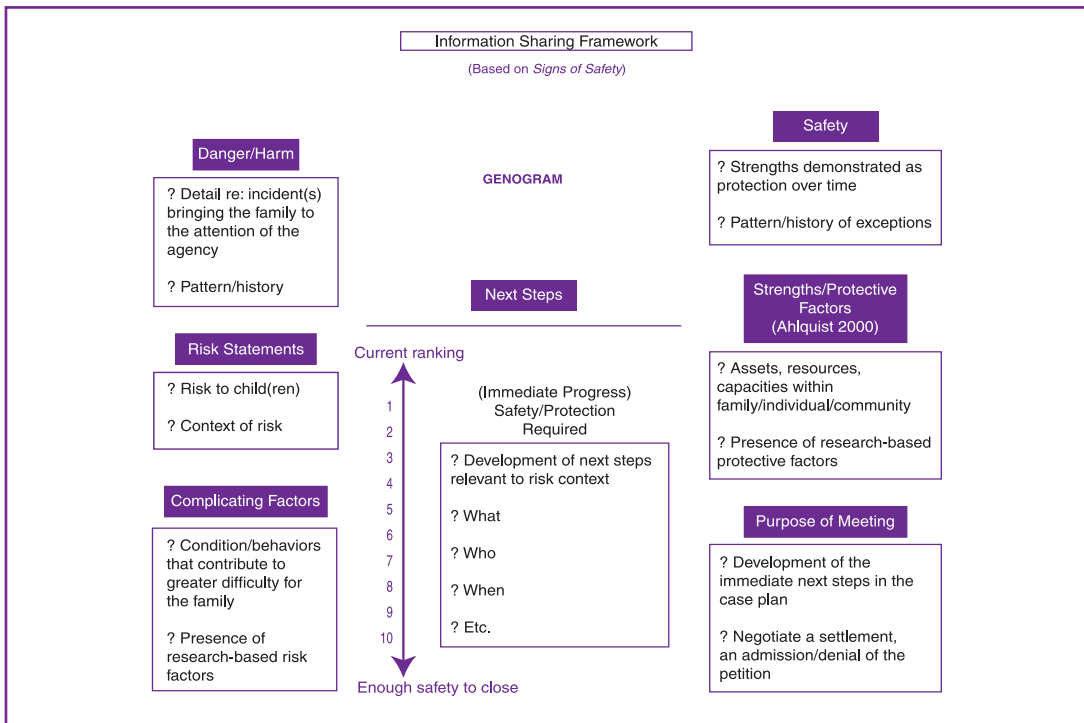 Information Sharing Framework
(Based on Signs of Safety)
Danger/Harm
? Detail re: incident(s)
bringing the family to
the attention of the
agency
? Pattern/history
Risk Statements
? Risk to child(ren)
? Context of risk
Complicating Factors
? Condition/behaviors
that contribute to
greater difficulty for
the family
? Presence of
research-based risk
factors
GENOGRAM
Next Steps
Current ranking
1
2
3
4
5
6
7
8
9
10
Enough safety to close
(Immediate Progress)
Safety/Protection
Required
? Development of next steps
relevant to risk context
? What
? Who
? When
? Etc.
Safety
? Strengths demonstrated as
protection over time
? Pattern/history of exceptions
Strengths/Protective
Factors
(Ahlquist 2000)
? Assets, resources,
capacities within
family/individual/community
? Presence of research-based
protective factors
Purpose of Meeting
? Development of the
immediate next steps in the
case plan
? Negotiate a settlement,
an admission/denial of the
petition